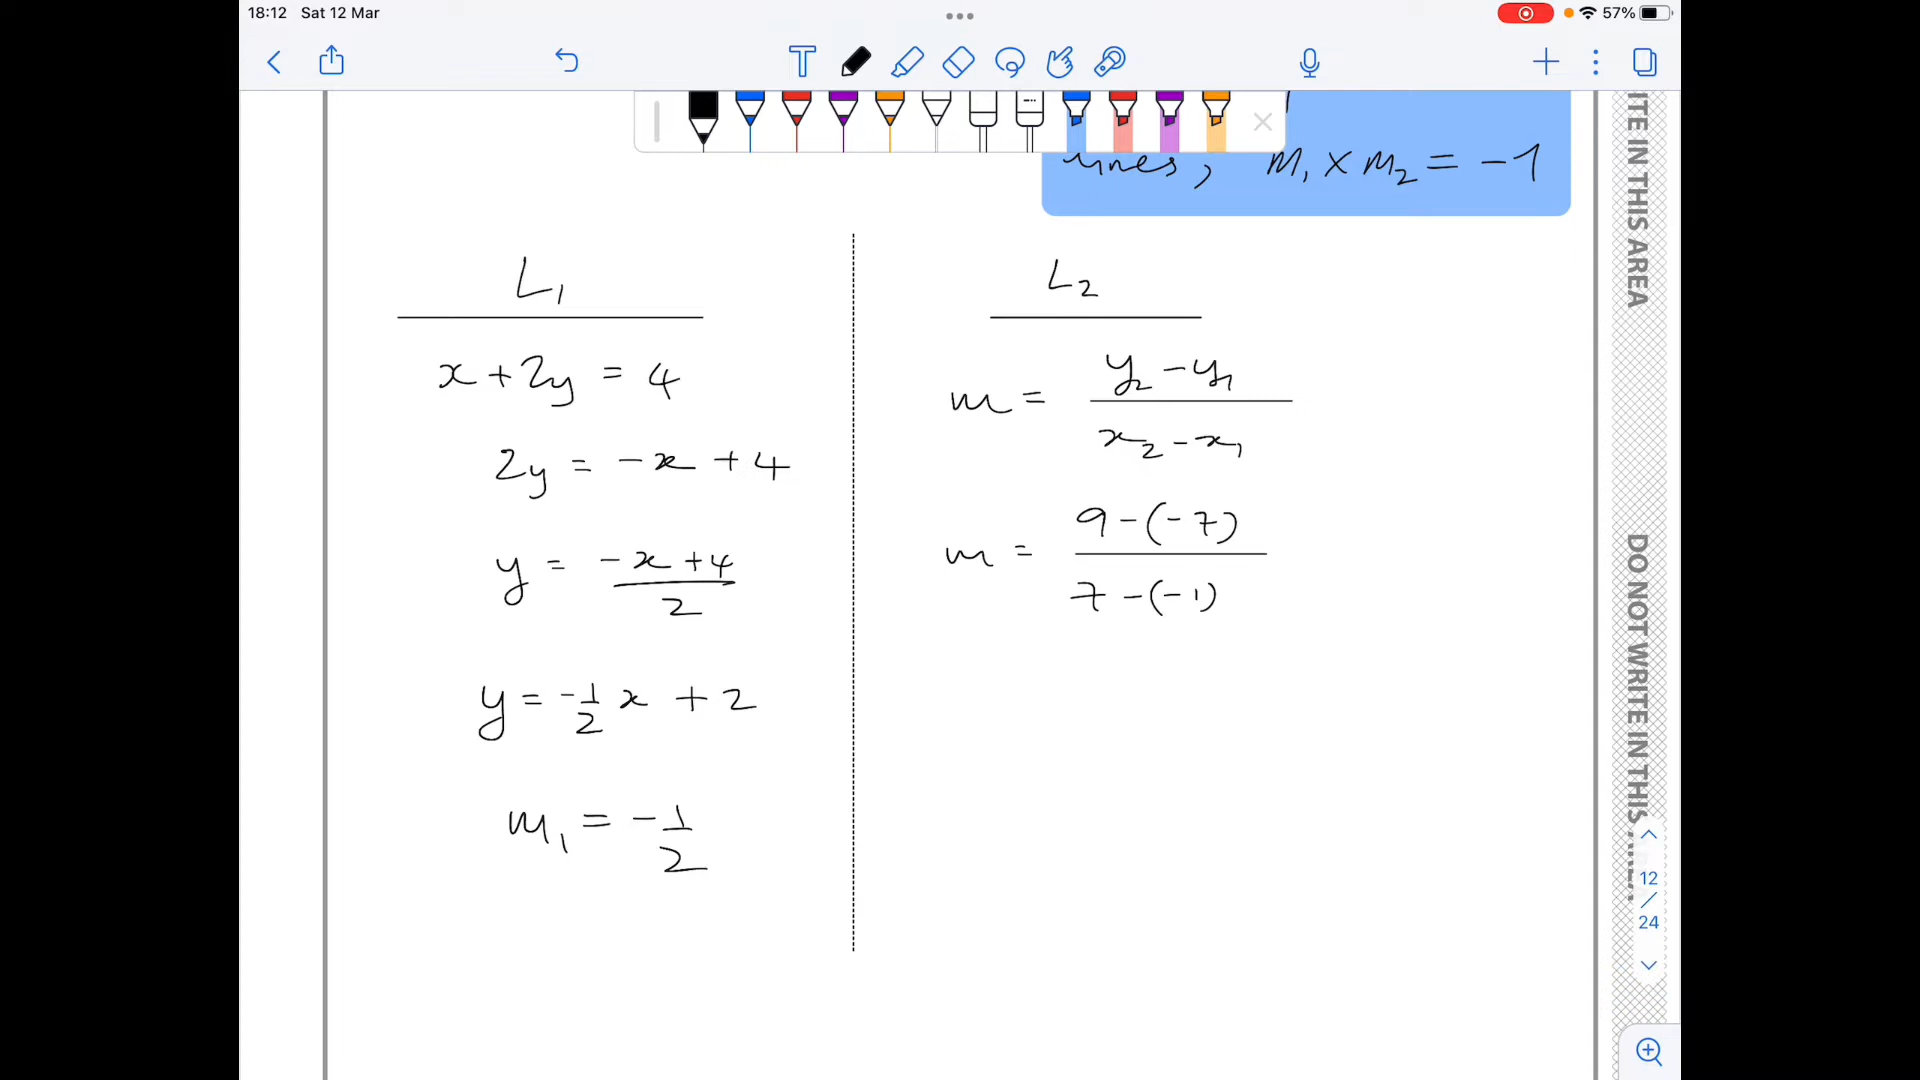 18:12 Sat 12 Mar
57%
lines, m₁ × m₂ = -1
L₁
x + 2y = 4
2y = -x + 4
y = (-x + 4)/2
y = -1/2 x + 2
m₁ = -1/2
L₂
m = (y₂ - y₁)/(x₂ - x₁)
m = (9 - (-7))/(7 - (-1))
ITE IN THIS AREA
DO NOT WRITE IN THIS AREA
12
/
24